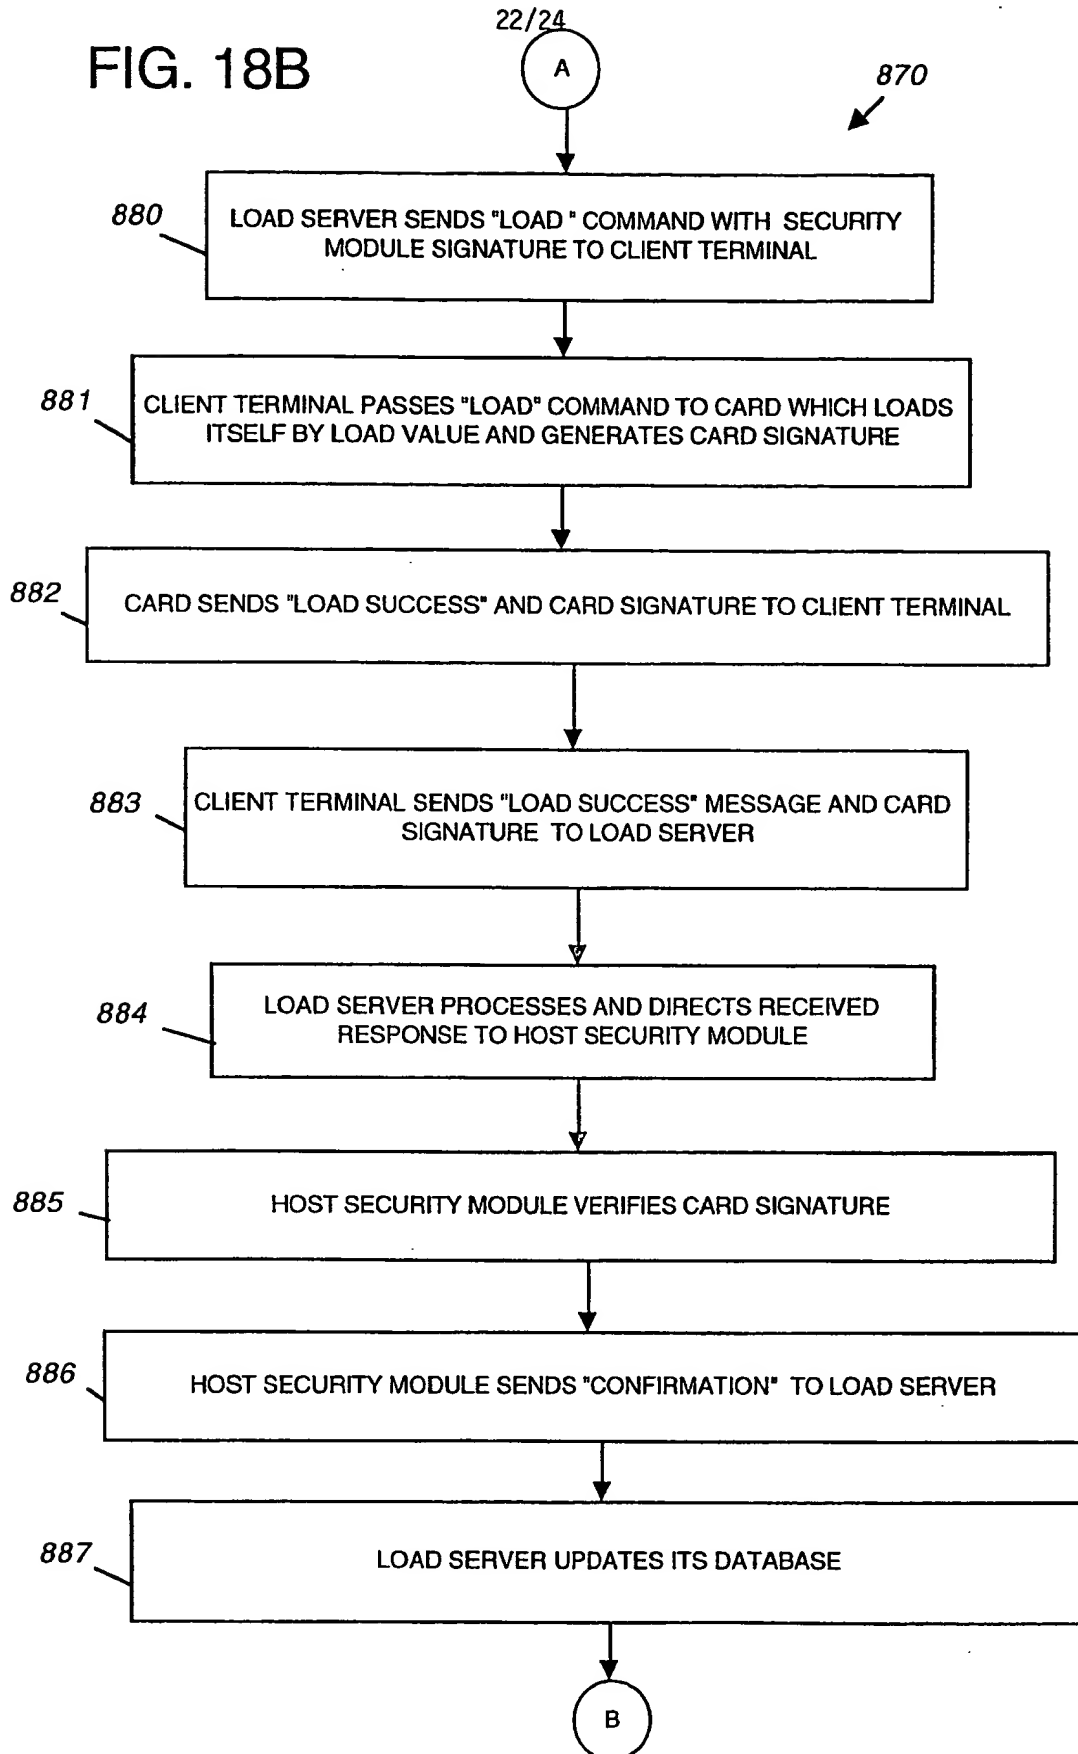 22/24
FIG. 18B
A
870
880
LOAD SERVER SENDS "LOAD " COMMAND WITH SECURITY
MODULE SIGNATURE TO CLIENT TERMINAL
881
CLIENT TERMINAL PASSES "LOAD" COMMAND TO CARD WHICH LOADS
ITSELF BY LOAD VALUE AND GENERATES CARD SIGNATURE
882
CARD SENDS "LOAD SUCCESS" AND CARD SIGNATURE TO CLIENT TERMINAL
883
CLIENT TERMINAL SENDS "LOAD SUCCESS" MESSAGE AND CARD
SIGNATURE TO LOAD SERVER
884
LOAD SERVER PROCESSES AND DIRECTS RECEIVED
RESPONSE TO HOST SECURITY MODULE
885
HOST SECURITY MODULE VERIFIES CARD SIGNATURE
886
HOST SECURITY MODULE SENDS "CONFIRMATION" TO LOAD SERVER
887
LOAD SERVER UPDATES ITS DATABASE
B